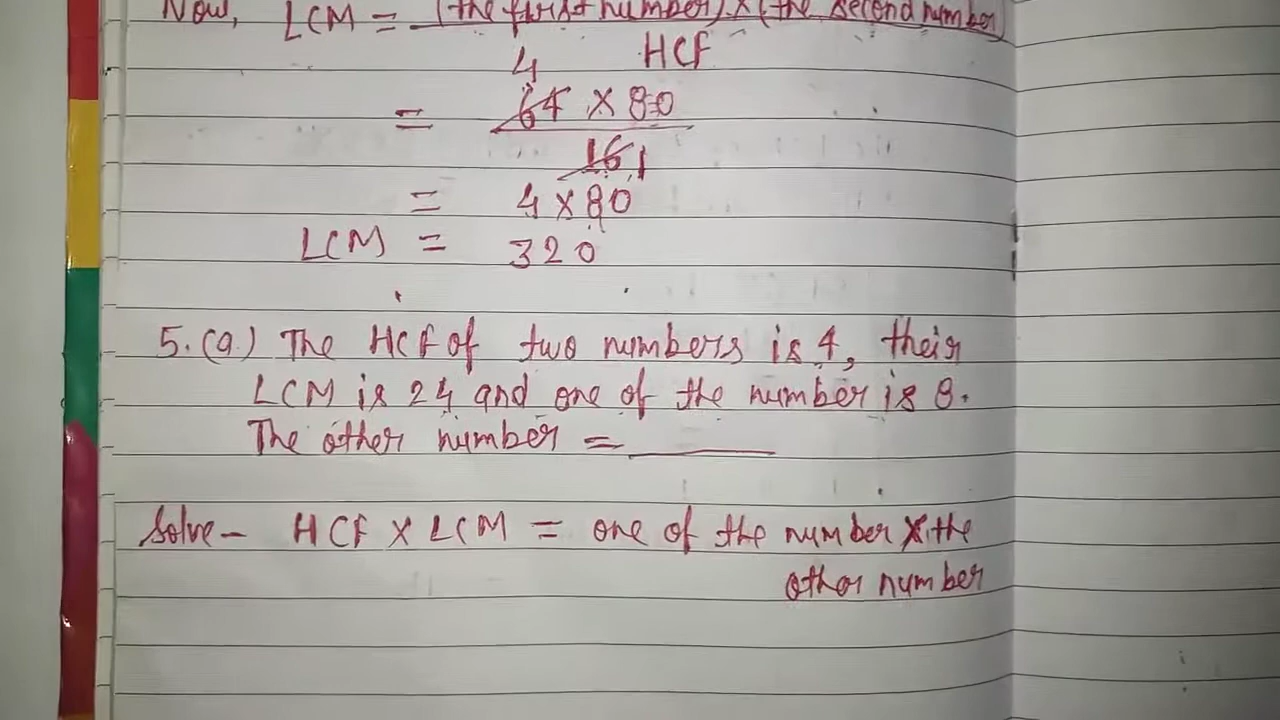 Now, LCM = (the first number) × (the second number)
HCF
4
= 64 × 80
16 1
= 4 × 80
LCM = 320
5. (a.) The HCF of two numbers is 4, their
LCM is 24 and one of the number is 8.
The other number = ____
Solve - HCF × LCM = one of the number × the
other number